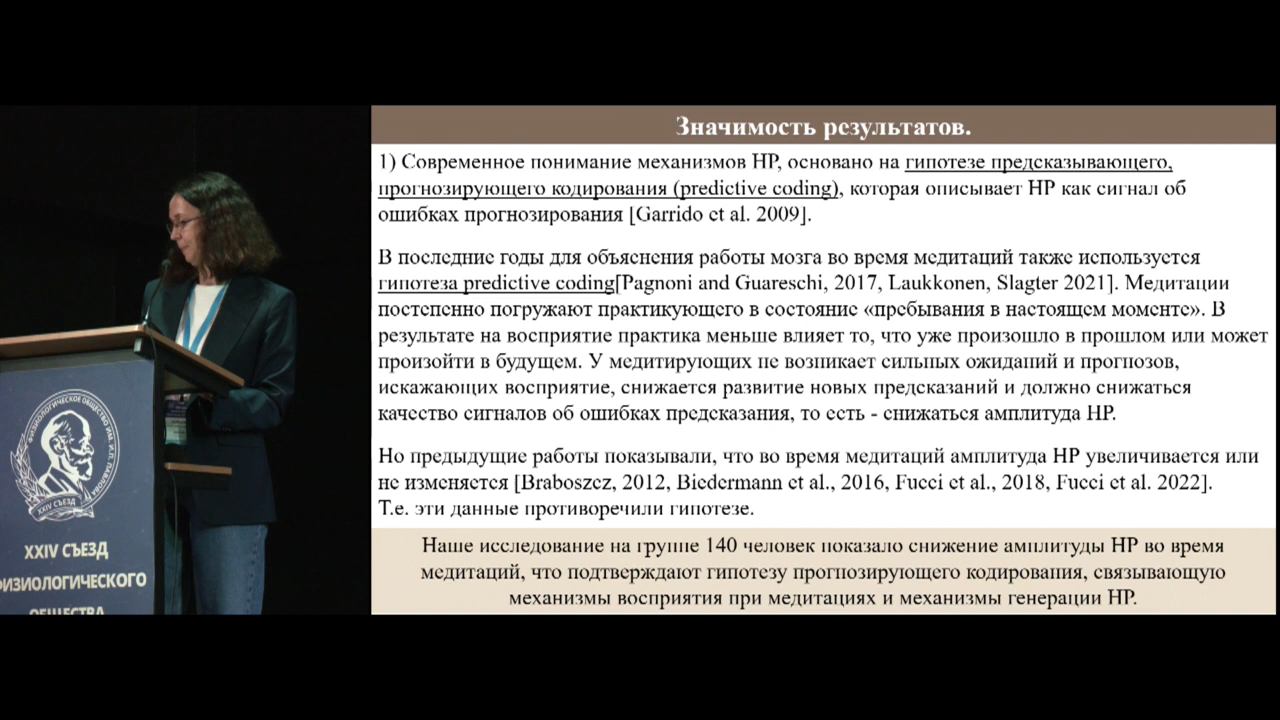 Значимость результатов.
1) Современное понимание механизмов НР, основано на гипотезе предсказывающего,
прогнозирующего кодирования (predictive coding), которая описывает НР как сигнал об
ошибках прогнозирования [Garrido et al. 2009].
В последние годы для объяснения работы мозга во время медитаций также используется
гипотеза predictive coding[Pagnoni and Guareschi, 2017, Laukkonen, Slagter 2021]. Медитации
постепенно погружают практикующего в состояние «пребывания в настоящем моменте». В
результате на восприятие практика меньше влияет то, что уже произошло в прошлом или может
произойти в будущем. У медитирующих не возникает сильных ожиданий и прогнозов,
искажающих восприятие, снижается развитие новых предсказаний и должно снижаться
качество сигналов об ошибках предсказания, то есть - снижаться амплитуда НР.
Но предыдущие работы показывали, что во время медитаций амплитуда НР увеличивается или
не изменяется [Braboszcz, 2012, Biedermann et al., 2016, Fucci et al., 2018, Fucci et al. 2022].
Т.е. эти данные противоречили гипотезе.
Наше исследование на группе 140 человек показало снижение амплитуды НР во время
медитаций, что подтверждают гипотезу прогнозирующего кодирования, связывающую
механизмы восприятия при медитациях и механизмы генерации НР.
ФИЗИОЛОГИЧЕСКОЕ ОБЩЕСТВО ИМ. И.П. ПАВЛОВА
XXIV СЪЕЗД
XXIV СЪЕЗД
ФИЗИОЛОГИЧЕСКОГО
ОБЩЕСТВА